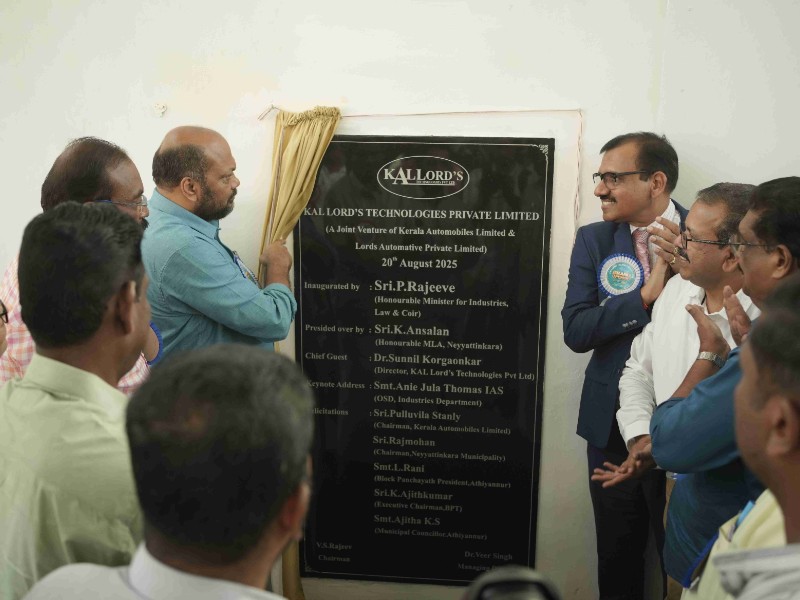 KALLORD'S
KAL LORD'S TECHNOLOGIES PRIVATE LIMITED
(A Joint Venture of Kerala Automobiles Limited &
Lords Automative Private Limited)
20th August 2025
Inaugurated by : Sri.P.Rajeeve
(Honourable Minister for Industries,
Law & Coir)
Presided over by : Sri.K.Ansalan
(Honourable MLA, Neyyattinkara)
Chief Guest : Dr.Sunnil Korgaonkar
(Director, KAL Lord's Technologies Pvt Ltd)
Keynote Address : Smt.Anie Jula Thomas IAS
(OSD, Industries Department)
Felicitations : Sri.Pulluvila Stanly
(Chairman, Kerala Automobiles Limited)
Sri.Rajmohan
(Chairman,Neyyattinkara Municipality)
Smt.L.Rani
(Block Panchayath President,Athiyannur)
Sri.K.Ajithkumar
(Executive Chairman,BPT)
Smt.Ajitha K.S
(Municipal Councillor,Athiyannur)
V.S.Rajeev Dr.Veer Singh
Chairman Managing